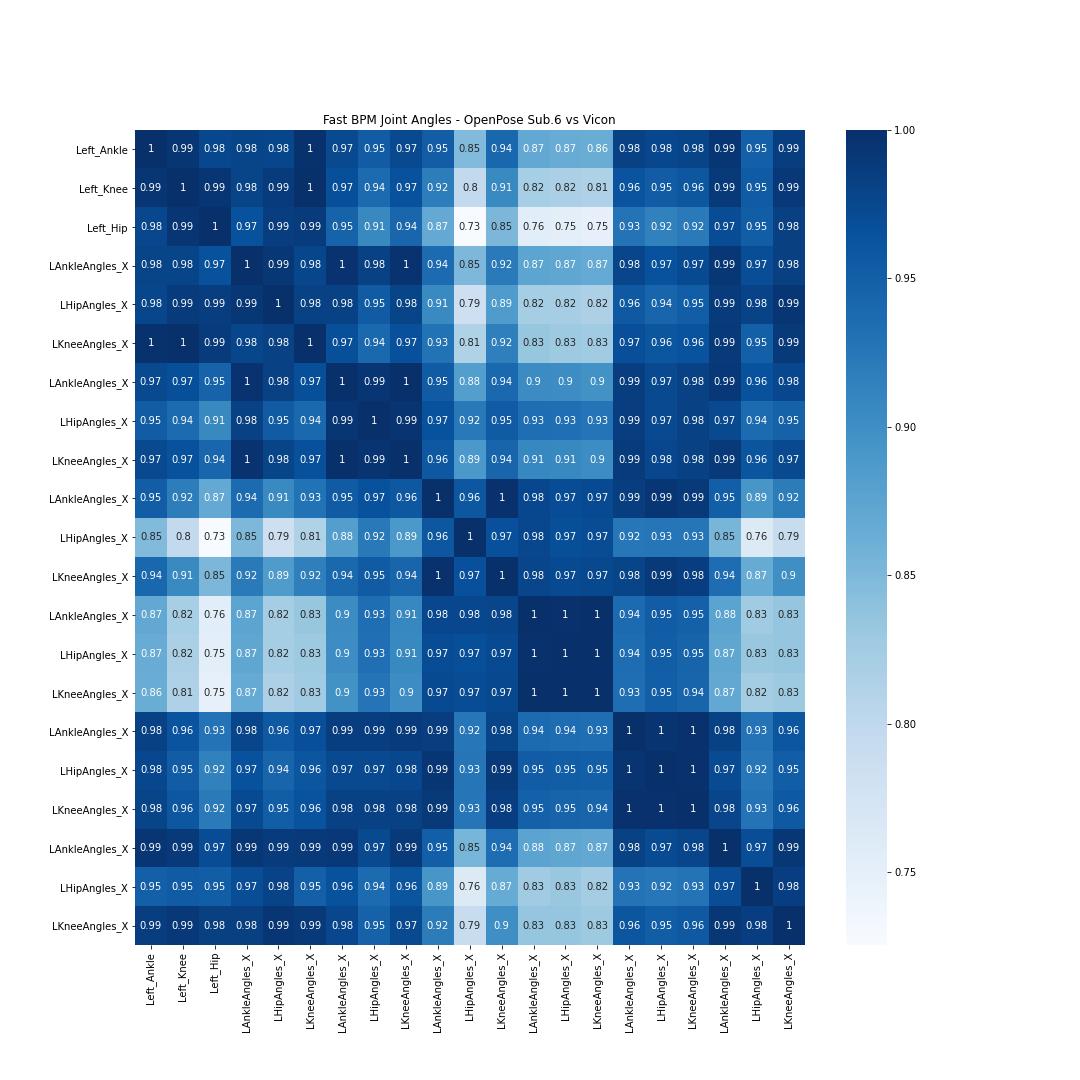 Fast BPM Joint Angles - OpenPose Sub.6 vs Vicon
Left_Ankle 1 0.99 0.98 0.98 0.98 1 0.97 0.95 0.97 0.95 0.85 0.94 0.87 0.87 0.86 0.98 0.98 0.98 0.99 0.95 0.99
Left_Knee 0.99 1 0.99 0.98 0.99 1 0.97 0.94 0.97 0.92 0.8 0.91 0.82 0.82 0.81 0.96 0.95 0.96 0.99 0.95 0.99
Left_Hip 0.98 0.99 1 0.97 0.99 0.99 0.95 0.91 0.94 0.87 0.73 0.85 0.76 0.75 0.75 0.93 0.92 0.92 0.97 0.95 0.98
LAnkleAngles_X 0.98 0.98 0.97 1 0.99 0.98 1 0.98 1 0.94 0.85 0.92 0.87 0.87 0.87 0.98 0.97 0.97 0.99 0.97 0.98
LHipAngles_X 0.98 0.99 0.99 0.99 1 0.98 0.98 0.95 0.98 0.91 0.79 0.89 0.82 0.82 0.82 0.96 0.94 0.95 0.99 0.98 0.99
LKneeAngles_X 1 1 0.99 0.98 0.98 1 0.97 0.94 0.97 0.93 0.81 0.92 0.83 0.83 0.83 0.97 0.96 0.96 0.99 0.95 0.99
LAnkleAngles_X 0.97 0.97 0.95 1 0.98 0.97 1 0.99 1 0.95 0.88 0.94 0.9 0.9 0.9 0.99 0.97 0.98 0.99 0.96 0.98
LHipAngles_X 0.95 0.94 0.91 0.98 0.95 0.94 0.99 1 0.99 0.97 0.92 0.95 0.93 0.93 0.93 0.99 0.97 0.98 0.97 0.94 0.95
LKneeAngles_X 0.97 0.97 0.94 1 0.98 0.97 1 0.99 1 0.96 0.89 0.94 0.91 0.91 0.9 0.99 0.98 0.98 0.99 0.96 0.97
LAnkleAngles_X 0.95 0.92 0.87 0.94 0.91 0.93 0.95 0.97 0.96 1 0.96 1 0.98 0.97 0.97 0.99 0.99 0.99 0.95 0.89 0.92
LHipAngles_X 0.85 0.8 0.73 0.85 0.79 0.81 0.88 0.92 0.89 0.96 1 0.97 0.98 0.97 0.97 0.92 0.93 0.93 0.85 0.76 0.79
LKneeAngles_X 0.94 0.91 0.85 0.92 0.89 0.92 0.94 0.95 0.94 1 0.97 1 0.98 0.97 0.97 0.98 0.99 0.98 0.94 0.87 0.9
LAnkleAngles_X 0.87 0.82 0.76 0.87 0.82 0.83 0.9 0.93 0.91 0.98 0.98 0.98 1 1 1 0.94 0.95 0.95 0.88 0.83 0.83
LHipAngles_X 0.87 0.82 0.75 0.87 0.82 0.83 0.9 0.93 0.91 0.97 0.97 0.97 1 1 1 0.94 0.95 0.95 0.87 0.83 0.83
LKneeAngles_X 0.86 0.81 0.75 0.87 0.82 0.83 0.9 0.93 0.9 0.97 0.97 0.97 1 1 1 0.93 0.95 0.94 0.87 0.82 0.83
LAnkleAngles_X 0.98 0.96 0.93 0.98 0.96 0.97 0.99 0.99 0.99 0.99 0.92 0.98 0.94 0.94 0.93 1 1 1 0.98 0.93 0.96
LHipAngles_X 0.98 0.95 0.92 0.97 0.94 0.96 0.97 0.97 0.98 0.99 0.93 0.99 0.95 0.95 0.95 1 1 1 0.97 0.92 0.95
LKneeAngles_X 0.98 0.96 0.92 0.97 0.95 0.96 0.98 0.98 0.98 0.99 0.93 0.98 0.95 0.95 0.94 1 1 1 0.98 0.93 0.96
LAnkleAngles_X 0.99 0.99 0.97 0.99 0.99 0.99 0.99 0.97 0.99 0.95 0.85 0.94 0.88 0.87 0.87 0.98 0.97 0.98 1 0.97 0.99
LHipAngles_X 0.95 0.95 0.95 0.97 0.98 0.95 0.96 0.94 0.96 0.89 0.76 0.87 0.83 0.83 0.82 0.93 0.92 0.93 0.97 1 0.98
LKneeAngles_X 0.99 0.99 0.98 0.98 0.99 0.99 0.98 0.95 0.97 0.92 0.79 0.9 0.83 0.83 0.83 0.96 0.95 0.96 0.99 0.98 1
Left_Ankle
Left_Knee
Left_Hip
LAnkleAngles_X
LHipAngles_X
LKneeAngles_X
LAnkleAngles_X
LHipAngles_X
LKneeAngles_X
LAnkleAngles_X
LHipAngles_X
LKneeAngles_X
LAnkleAngles_X
LHipAngles_X
LKneeAngles_X
LAnkleAngles_X
LHipAngles_X
LKneeAngles_X
LAnkleAngles_X
LHipAngles_X
LKneeAngles_X
1.00
0.95
0.90
0.85
0.80
0.75